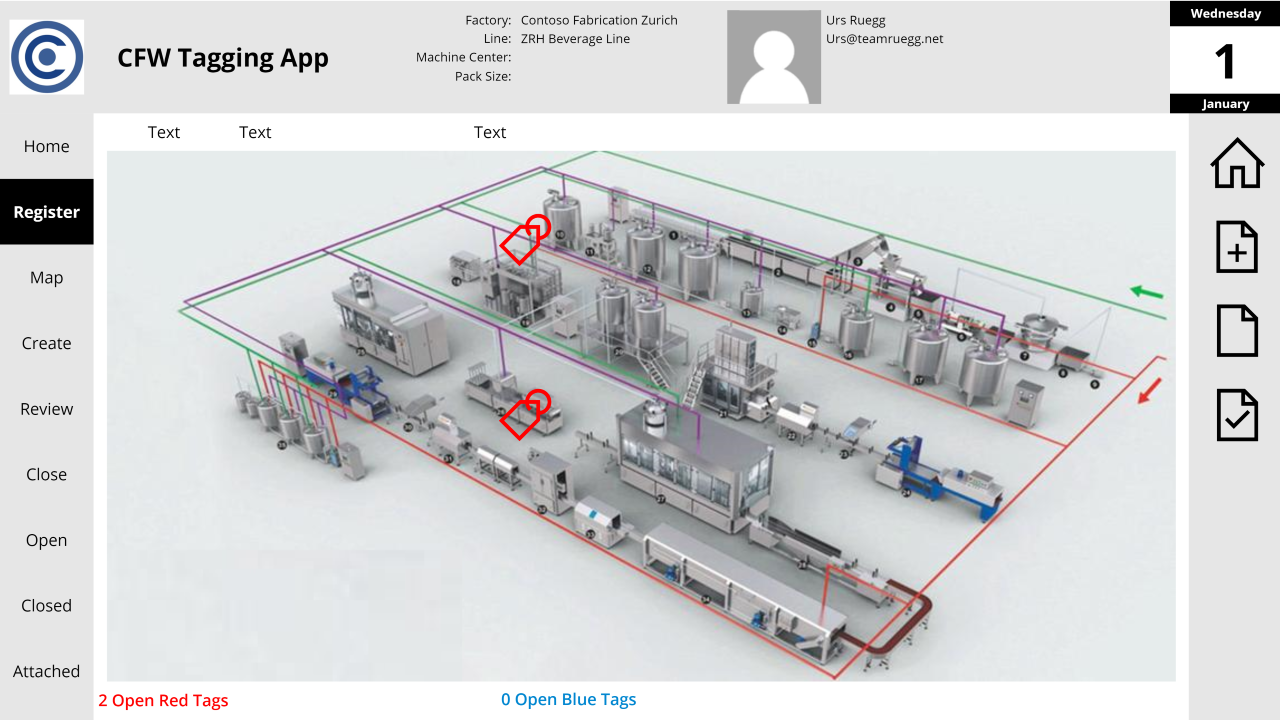 CFW Tagging App
Factory: Contoso Fabrication Zurich
Line: ZRH Beverage Line
Machine Center:
Pack Size:
Urs Ruegg
Urs@teamruegg.net
Wednesday
1
January
Home
Register
Map
Create
Review
Close
Open
Closed
Attached
Text Text Text
2 Open Red Tags
0 Open Blue Tags